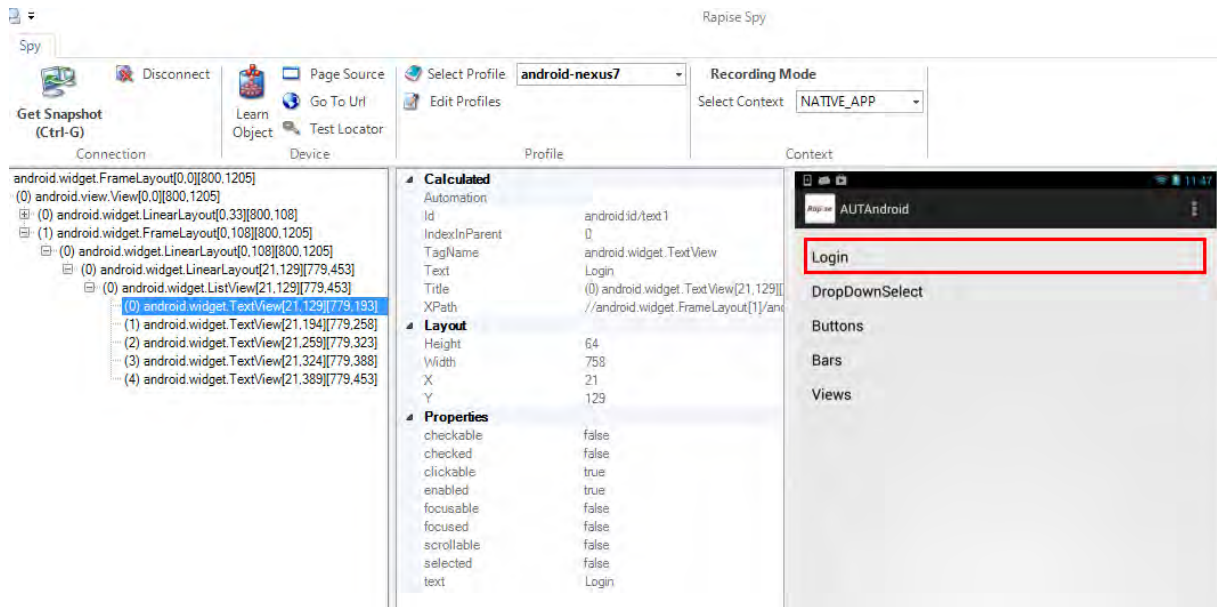 Rapise Spy
Spy
Get Snapshot
(Ctrl-G)
Disconnect
Connection
Learn
Object
Page Source
Go To Url
Test Locator
Device
Select Profile android-nexus7
Edit Profiles
Profile
Recording Mode
Select Context NATIVE_APP
Context
android.widget.FrameLayout[0,0][800,1205]
(0) android.view.View[0,0][800,1205]
(0) android.widget.LinearLayout[0,33][800,108]
(1) android.widget.FrameLayout[0,108][800,1205]
(0) android.widget.LinearLayout[0,108][800,1205]
(0) android.widget.LinearLayout[21,129][779,453]
(0) android.widget.ListView[21,129][779,453]
(0) android.widget.TextView[21,129][779,193]
(1) android.widget.TextView[21,194][779,258]
(2) android.widget.TextView[21,259][779,323]
(3) android.widget.TextView[21,324][779,388]
(4) android.widget.TextView[21,389][779,453]
Calculated
Automation
Id android:id/text1
IndexInParent 0
TagName android.widget.TextView
Text Login
Title (0) android.widget.TextView[21,129][
XPath //android.widget.FrameLayout[1]/and
Layout
Height 64
Width 758
X 21
Y 129
Properties
checkable false
checked false
clickable true
enabled true
focusable false
focused false
scrollable false
selected false
text Login
11:47
Rapise AUTAndroid
Login
DropDownSelect
Buttons
Bars
Views